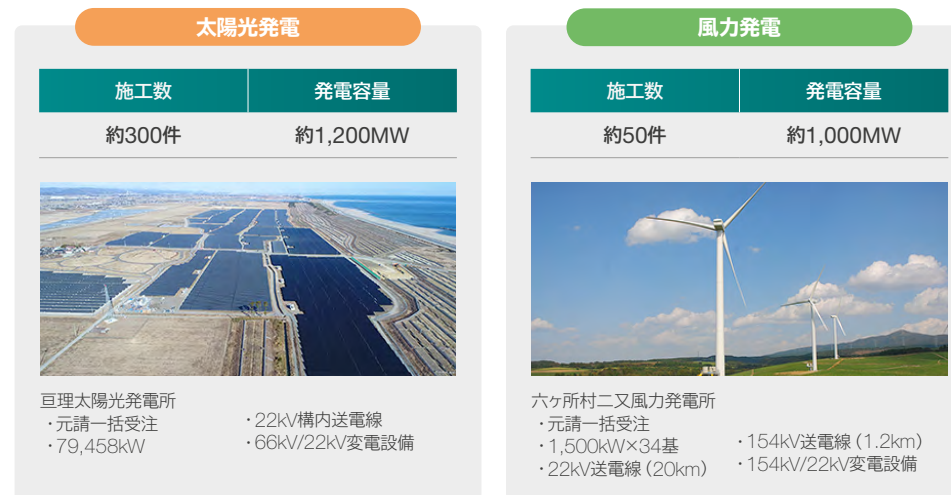 太陽光発電
施工数 発電容量
約300件 約1,200MW
亘理太陽光発電所
・元請一括受注
・79,458kW
・22kV構内送電線
・66kV/22kV変電設備
風力発電
施工数 発電容量
約50件 約1,000MW
六ヶ所村二又風力発電所
・元請一括受注
・1,500kW×34基
・22kV送電線（20km）
・154kV送電線（1.2km）
・154kV/22kV変電設備